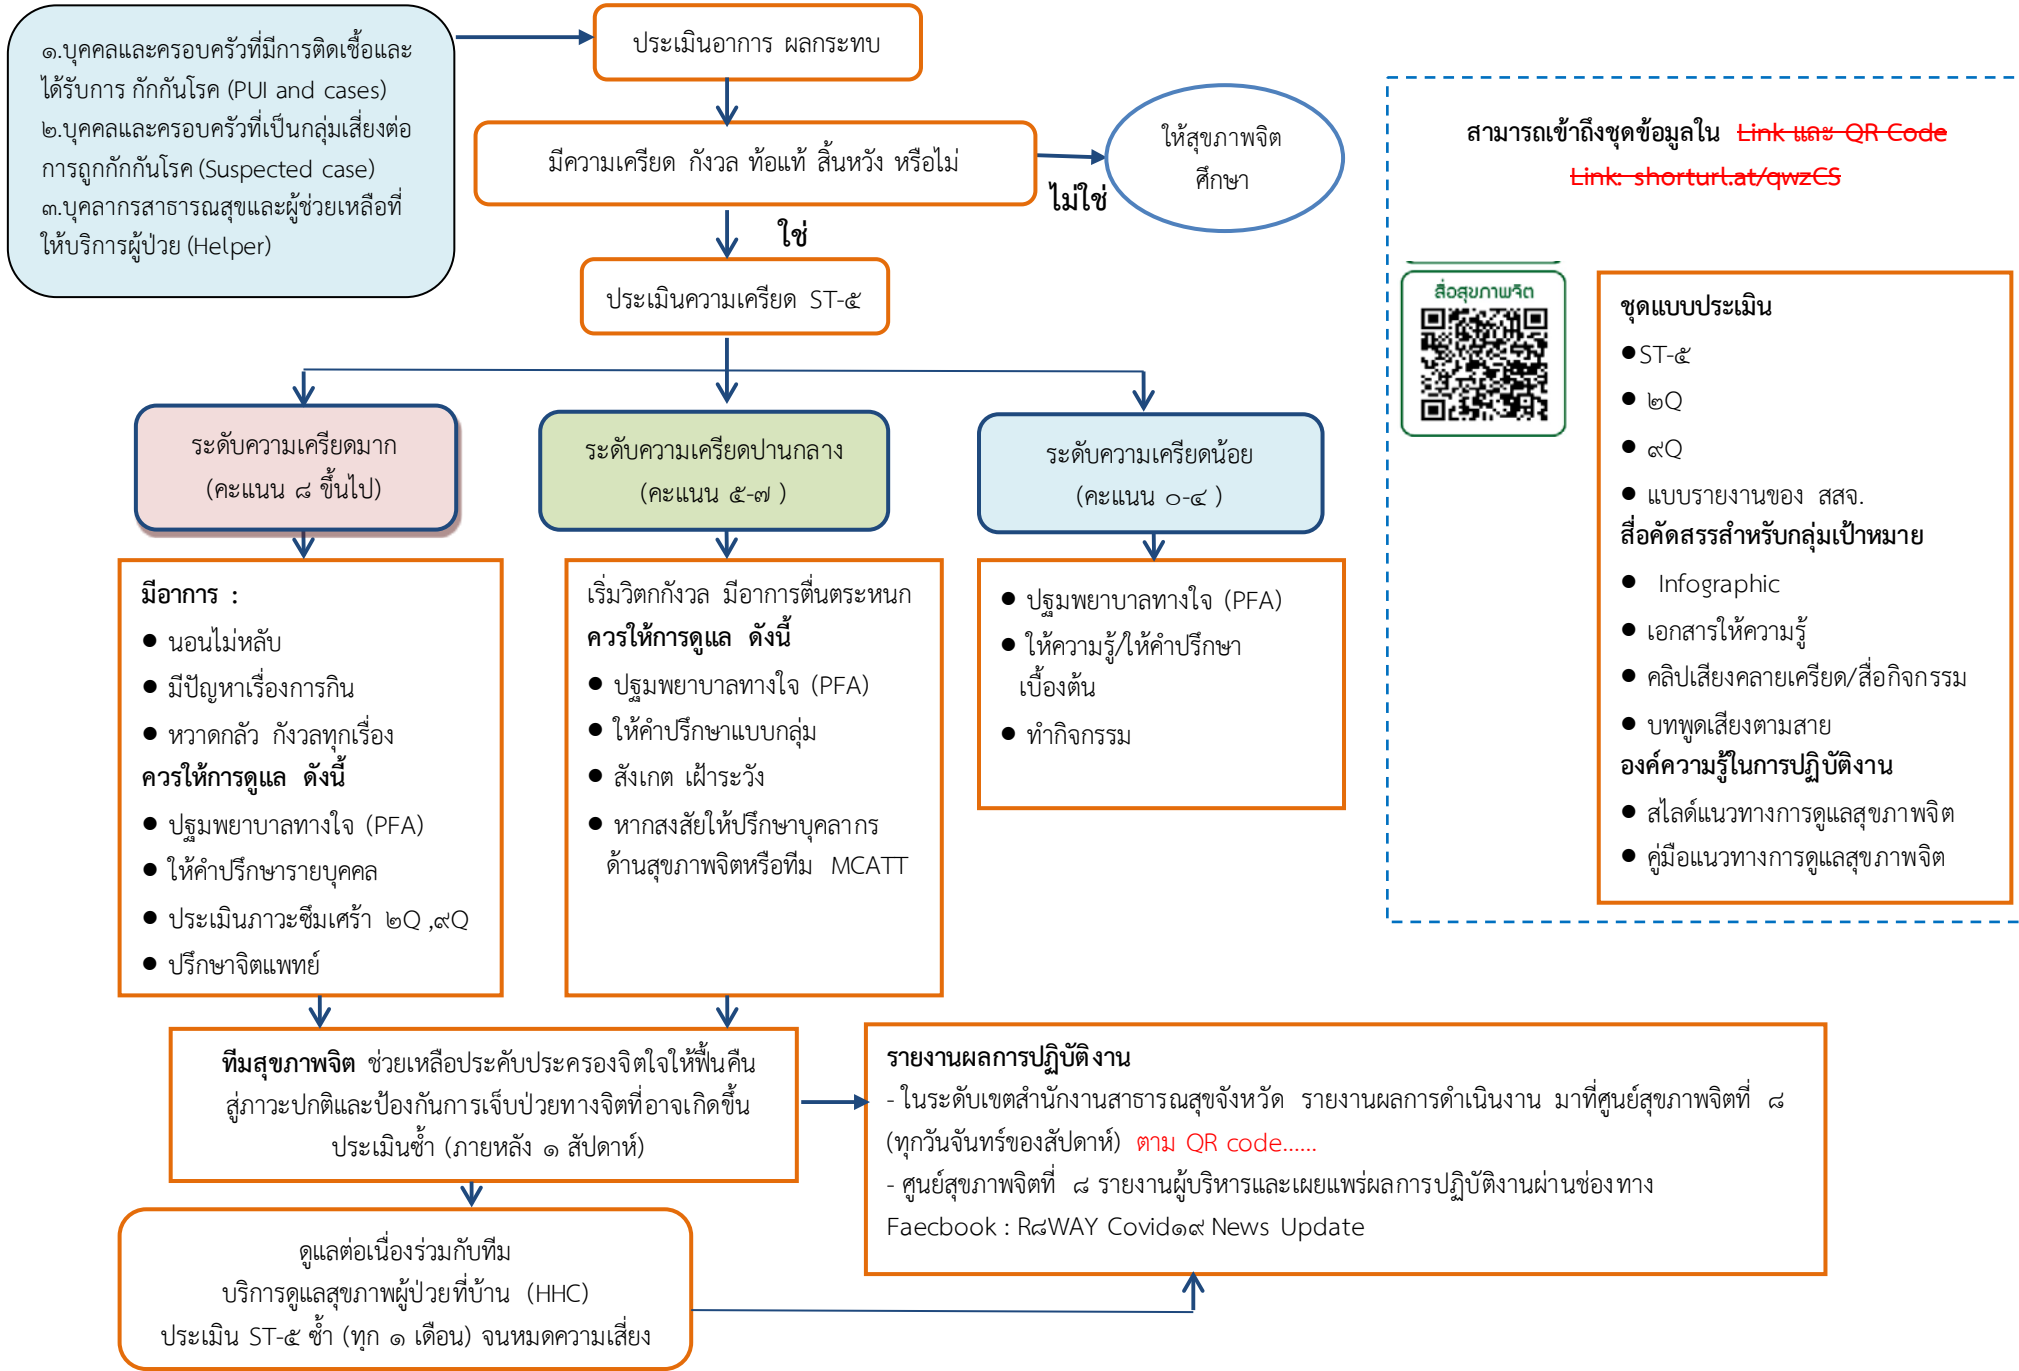 ๑.บุคคลและครอบครัวที่มีการติดเชื้อและ
ได้รับการ กักกันโรค (PUI and cases)
๒.บุคคลและครอบครัวที่เป็นกลุ่มเสี่ยงต่อ
การถูกกักกันโรค (Suspected case)
๓.บุคลากรสาธารณสุขและผู้ช่วยเหลือที่
ให้บริการผู้ป่วย (Helper)
ประเมินอาการ ผลกระทบ
มีความเครียด กังวล ท้อแท้ สิ้นหวัง หรือไม่
ไม่ใช่
ให้สุขภาพจิต
ศึกษา
ใช่
ประเมินความเครียด ST-๕
ระดับความเครียดมาก
(คะแนน ๘ ขึ้นไป)
ระดับความเครียดปานกลาง
(คะแนน ๕-๗ )
ระดับความเครียดน้อย
(คะแนน ๐-๔ )
มีอาการ :
● นอนไม่หลับ
● มีปัญหาเรื่องการกิน
● หวาดกลัว กังวลทุกเรื่อง
ควรให้การดูแล ดังนี้
● ปฐมพยาบาลทางใจ (PFA)
● ให้คำปรึกษารายบุคคล
● ประเมินภาวะซึมเศร้า ๒Q ,๙Q
● ปรึกษาจิตแพทย์
เริ่มวิตกกังวล มีอาการตื่นตระหนก
ควรให้การดูแล ดังนี้
● ปฐมพยาบาลทางใจ (PFA)
● ให้คำปรึกษาแบบกลุ่ม
● สังเกต เฝ้าระวัง
● หากสงสัยให้ปรึกษาบุคลากร
ด้านสุขภาพจิตหรือทีม MCATT
● ปฐมพยาบาลทางใจ (PFA)
● ให้ความรู้/ให้คำปรึกษา
เบื้องต้น
● ทำกิจกรรม
ทีมสุขภาพจิต ช่วยเหลือประคับประครองจิตใจให้ฟื้นคืน
สู่ภาวะปกติและป้องกันการเจ็บป่วยทางจิตที่อาจเกิดขึ้น
ประเมินซ้ำ (ภายหลัง ๑ สัปดาห์)
ดูแลต่อเนื่องร่วมกับทีม
บริการดูแลสุขภาพผู้ป่วยที่บ้าน (HHC)
ประเมิน ST-๕ ซ้ำ (ทุก ๑ เดือน) จนหมดความเสี่ยง
รายงานผลการปฏิบัติงาน
- ในระดับเขตสำนักงานสาธารณสุขจังหวัด รายงานผลการดำเนินงาน มาที่ศูนย์สุขภาพจิตที่ ๘
(ทุกวันจันทร์ของสัปดาห์) ตาม QR code......
- ศูนย์สุขภาพจิตที่ ๘ รายงานผู้บริหารและเผยแพร่ผลการปฏิบัติงานผ่านช่องทาง
Faecbook : R๘WAY Covid๑๙ News Update
สามารถเข้าถึงชุดข้อมูลใน Link และ QR Code
Link: shorturl.at/qwzCS
สื่อสุขภาพจิต
ชุดแบบประเมิน
● ST-๕
● ๒Q
● ๙Q
● แบบรายงานของ สสจ.
สื่อคัดสรรสำหรับกลุ่มเป้าหมาย
● Infographic
● เอกสารให้ความรู้
● คลิปเสียงคลายเครียด/สื่อกิจกรรม
● บทพูดเสียงตามสาย
องค์ความรู้ในการปฏิบัติงาน
● สไลด์แนวทางการดูแลสุขภาพจิต
● คู่มือแนวทางการดูแลสุขภาพจิต